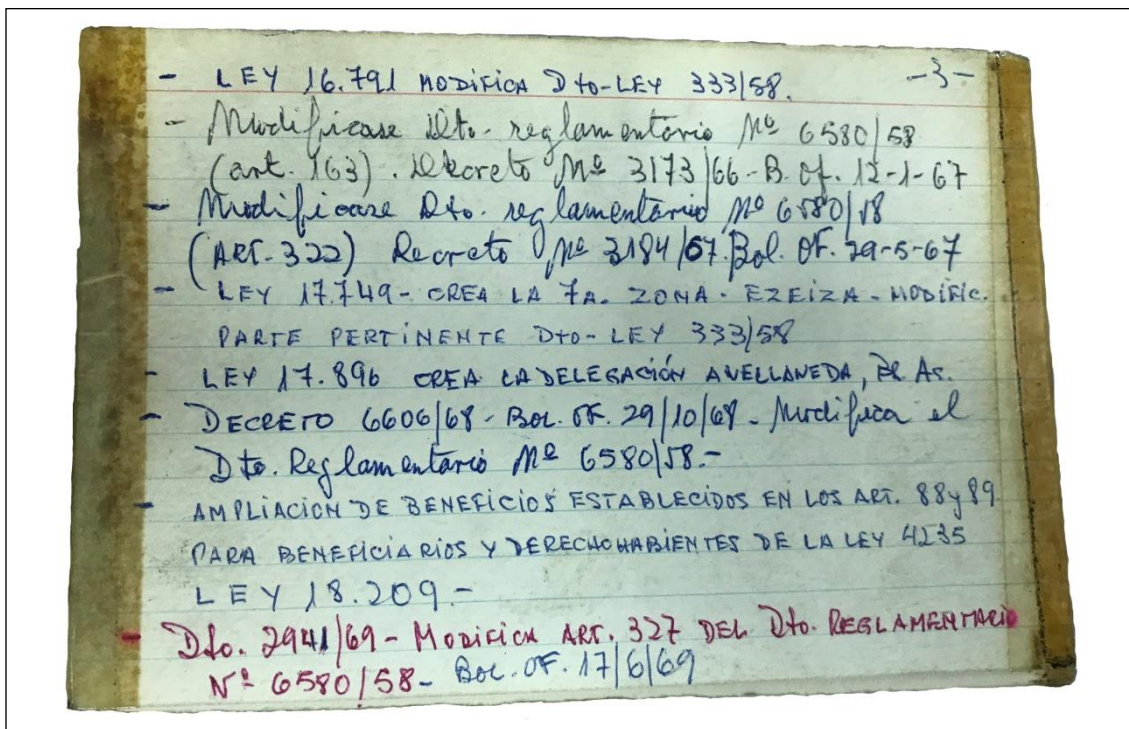 - LEY 16.791 MODIFICA Dto-LEY 333/58. -3-
- Modificase Dto. reglamentario Nº 6580/58
(art. 163). Decreto Nº 3173/66-B. Of. 12-1-67
- Modificase Dto. reglamentario Nº 6580/58
(ART. 322) Decreto Nº 3184/67. Bol. OF. 29-5-67
- LEY 17.749- CREA LA 7A. ZONA - EZEIZA - MODIFIC.
PARTE PERTINENTE Dto-LEY 333/58
- LEY 17.896 CREA LA DELEGACIÓN AVELLANEDA, As.
- DECRETO 6606/68-BOL. OF. 29/10/68- Modifica el
Dto. Reglamentario Nº 6580/58.-
- AMPLIACION DE BENEFICIOS ESTABLECIDOS EN LOS ART. 88 y 89
PARA BENEFICIARIOS Y DERECHOHABIENTES DE LA LEY 4235
LEY 18.209.-
- Dto. 2941/69- MODIFICA ART. 327 DEL Dto. REGLAMENTARIO
Nº 6580/58- BOL. OF. 17/6/69